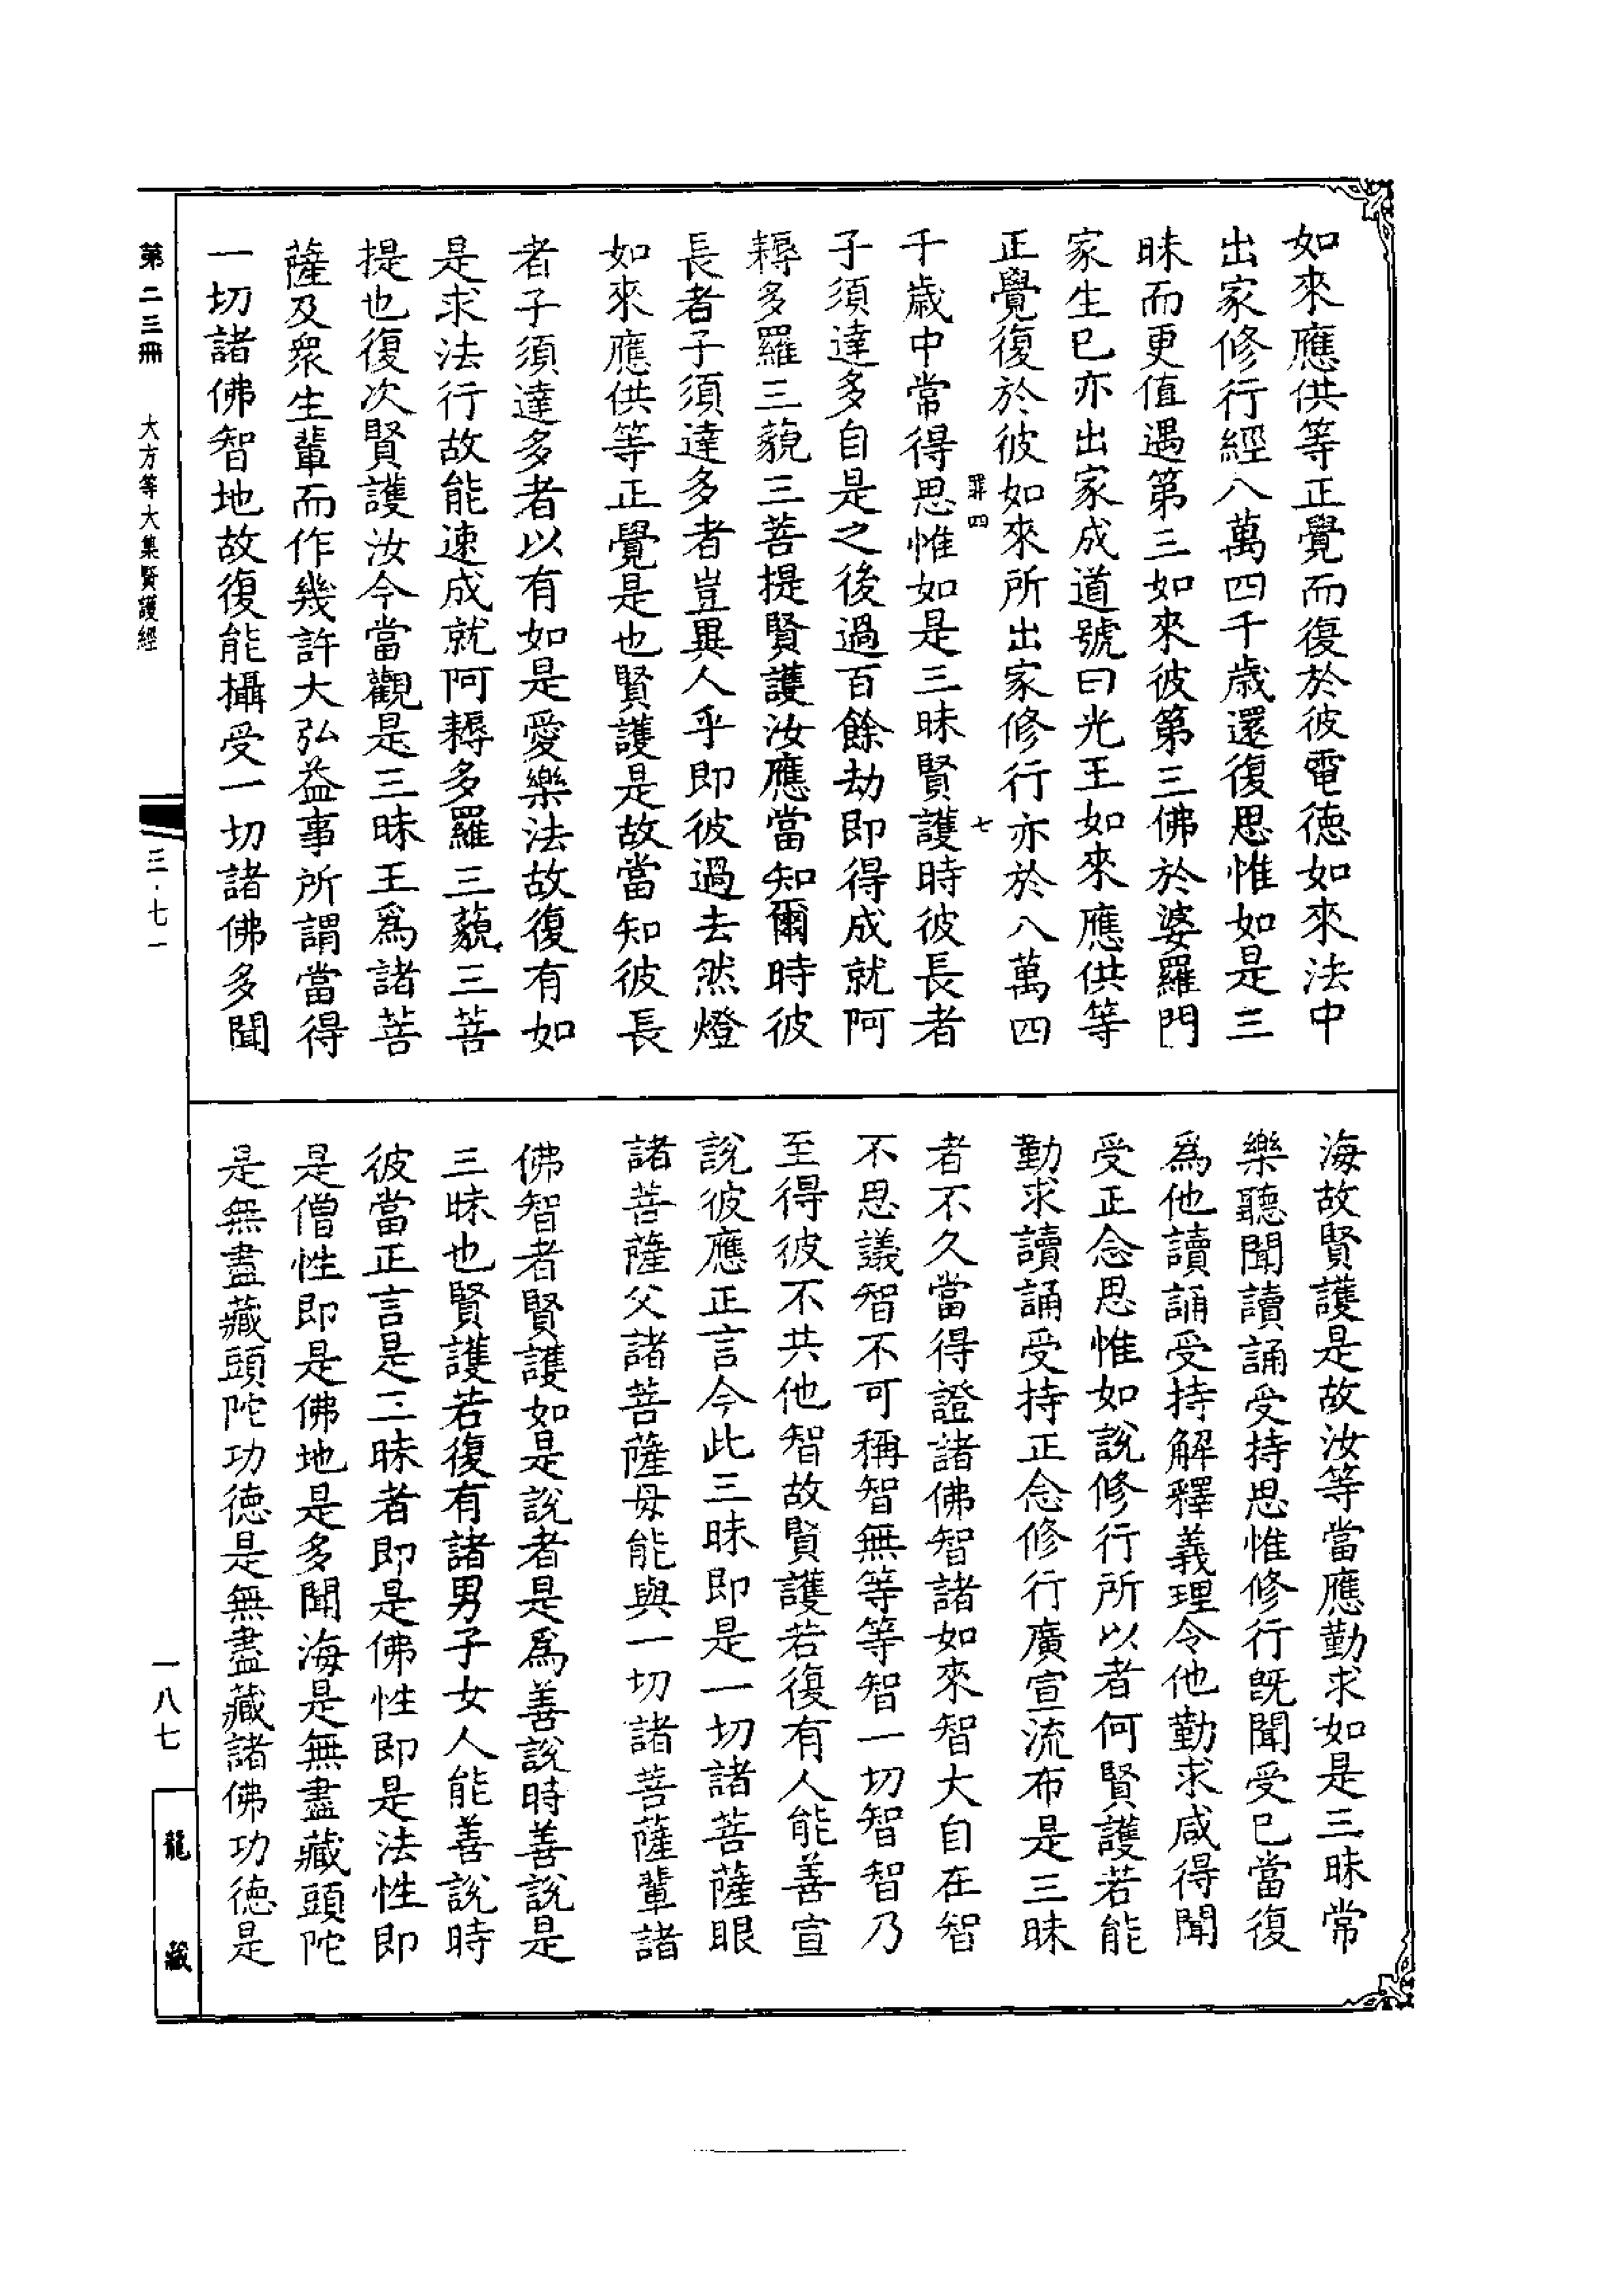 如來應供等正覺而復於彼電德如來法中
出家修行經八萬四千歲還復思惟如是三
昧而更值遇第三如來彼第三佛於婆羅門
家生已亦出家成道號曰光王如來應供等
正覺復於彼如來所出家修行亦於八萬四
罪四
七
千歲中常得思惟如是三昧賢護時彼長者
子須達多自是之後過百餘劫即得成就阿
耨多羅三藐三菩提賢護汝應當知爾時彼
長者子須達多者豈異人乎即彼過去然燈
如來應供等正覺是也賢護是故當知彼長
者子須達多者以有如是愛樂法故復有如
是求法行故能速成就阿耨多羅三藐三菩
提也復次賢護汝今當觀是三昧王爲諸菩
薩及眾生輩而作幾許大弘益事所謂當得
一切諸佛智地故復能攝受一切諸佛多聞
海故賢護是故汝等當應勤求如是三昧常
樂聽聞讀誦受持思惟修行既聞受已當復
爲他讀誦受持解釋義理令他勤求咸得聞
受正念思惟如說修行所以者何賢護若能
勤求讀誦受持正念修行廣宣流布是三昧
者不久當得證諸佛智諸如來智大自在智
不思議智不可稱智無等等智一切智智乃
至得彼不共他智故賢護若復有人能善宣
說彼應正言今此三昧即是一切諸菩薩眼
諸菩薩父諸菩薩母能與一切諸菩薩輩諸
佛智者賢護如是說者是爲善說時善說是
三昧也賢護若復有諸男子女人能善說時
彼當正言是三昧者即是佛性即是法性即
是僧性即是佛地是多聞海是無盡藏頭陀
是無盡藏頭陀功德是無盡藏諸佛功德是
第二三冊
大方等大集賢護經
三·七一
一八七
龍藏